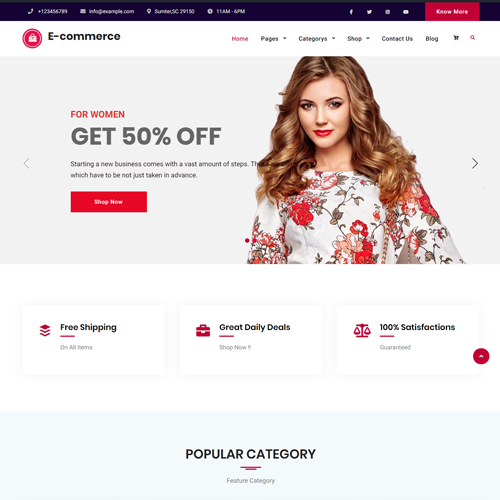 +123456789 info@example.com Sumter,SC 29150 11AM - 6PM Know More
E-commerce Home Pages Categorys Shop Contact Us Blog
FOR WOMEN
GET 50% OFF
Starting a new business comes with a vast amount of steps.
which have to be not just taken in advance.
Shop Now
Free Shipping Great Daily Deals 100% Satisfactions
On All Items Shop Now !! Guaranteed
POPULAR CATEGORY
Feature Category